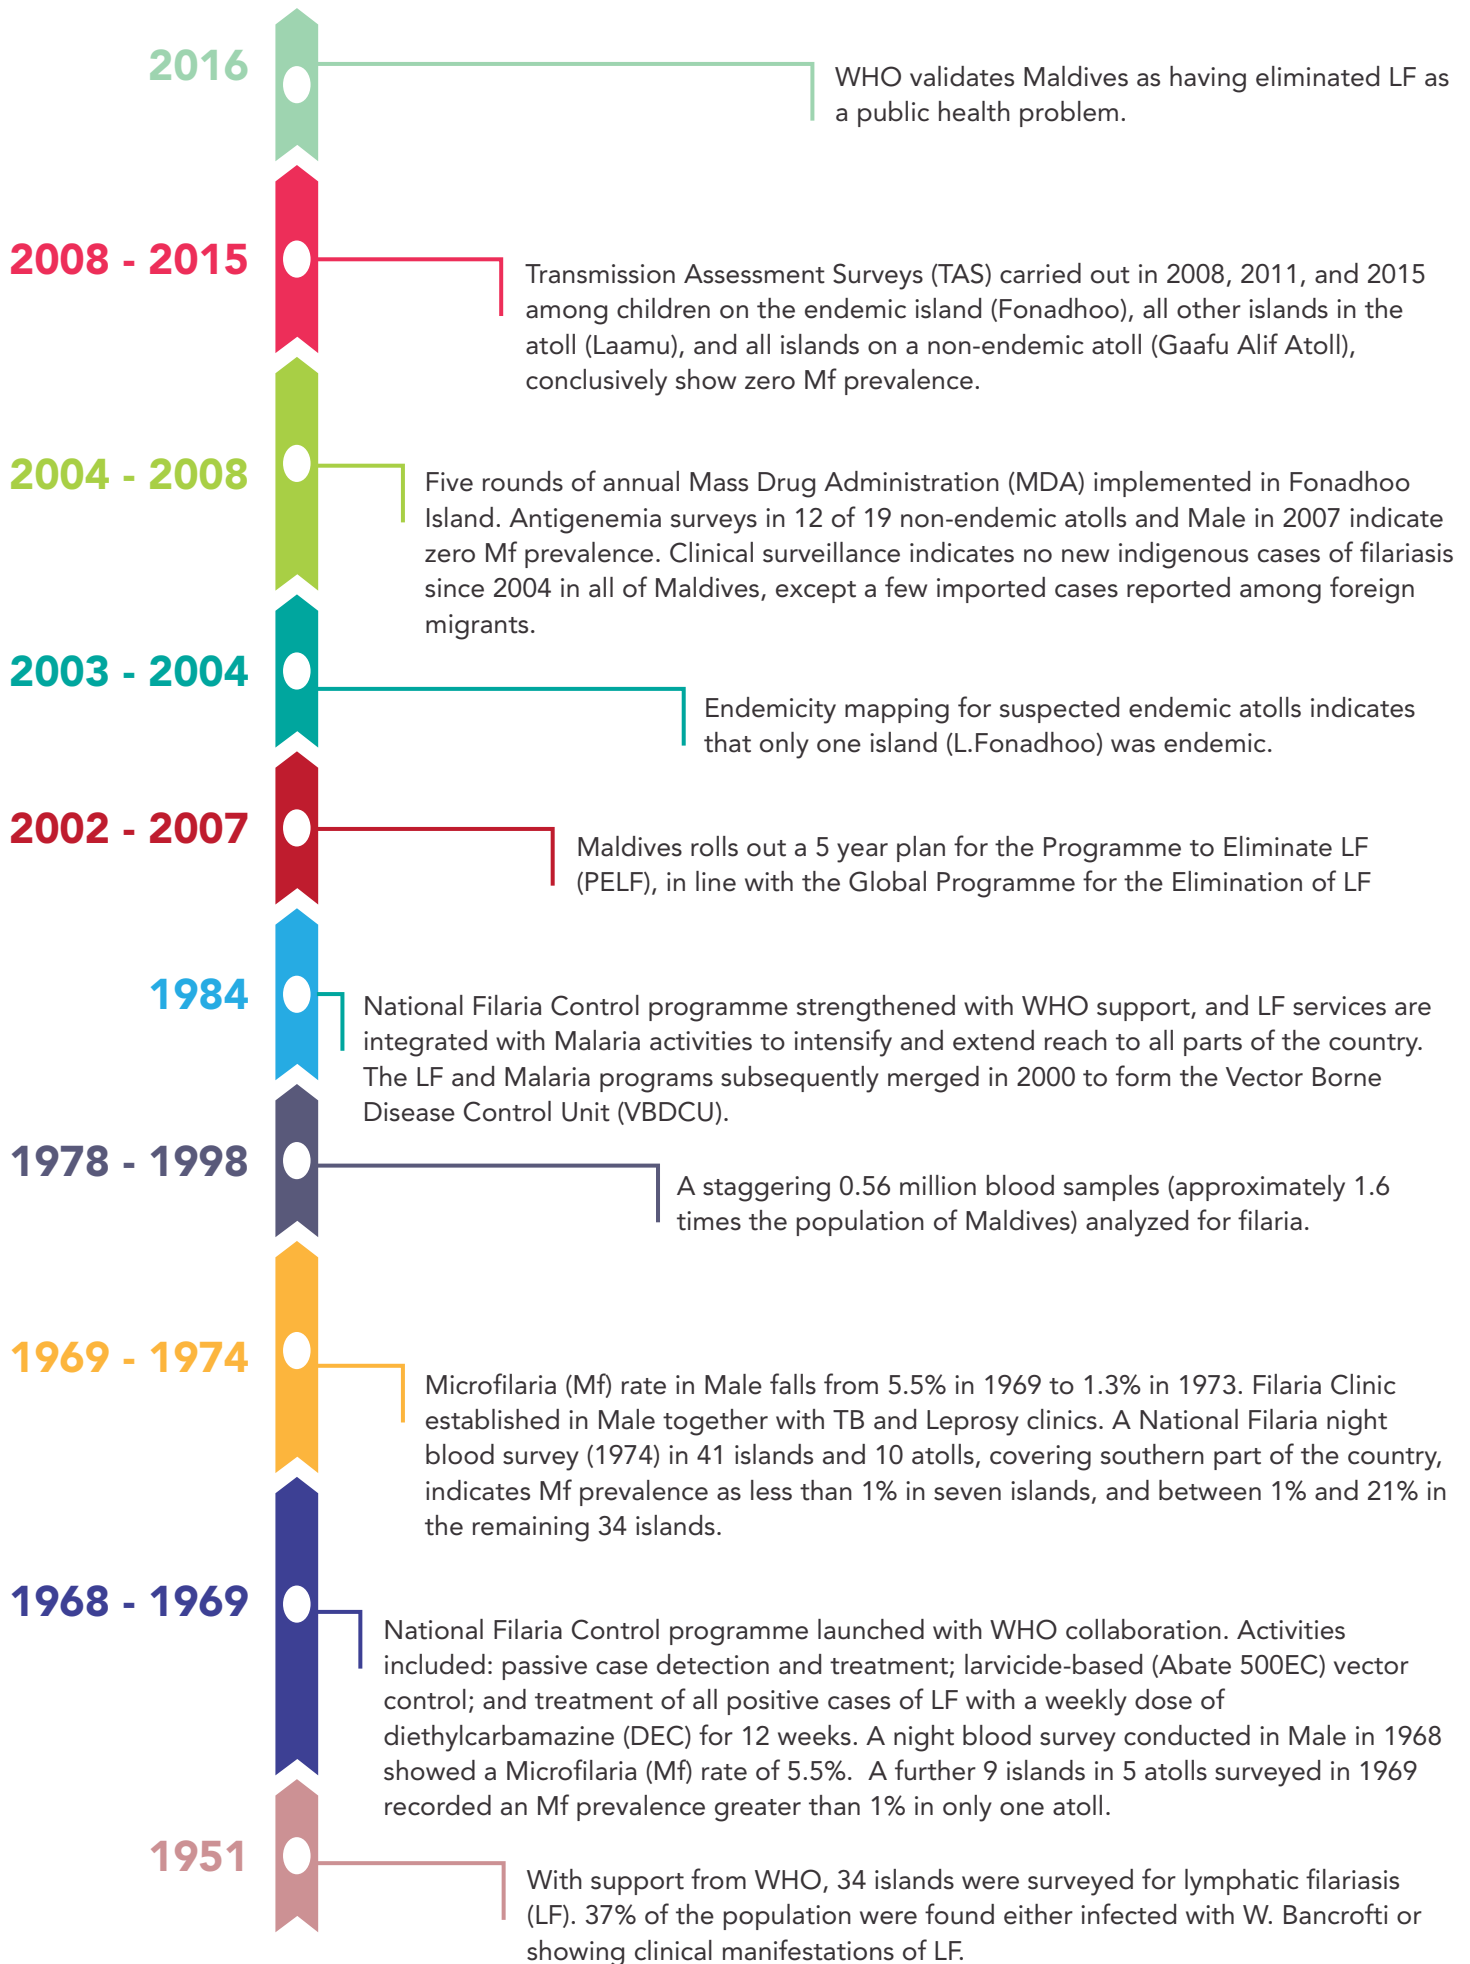 2016
WHO validates Maldives as having eliminated LF as
a public health problem.
2008 - 2015
Transmission Assessment Surveys (TAS) carried out in 2008, 2011, and 2015
among children on the endemic island (Fonadhoo), all other islands in the
atoll (Laamu), and all islands on a non-endemic atoll (Gaafu Alif Atoll),
conclusively show zero Mf prevalence.
2004 - 2008
Five rounds of annual Mass Drug Administration (MDA) implemented in Fonadhoo
Island. Antigenemia surveys in 12 of 19 non-endemic atolls and Male in 2007 indicate
zero Mf prevalence. Clinical surveillance indicates no new indigenous cases of filariasis
since 2004 in all of Maldives, except a few imported cases reported among foreign
migrants.
2003 - 2004
Endemicity mapping for suspected endemic atolls indicates
that only one island (L.Fonadhoo) was endemic.
2002 - 2007
Maldives rolls out a 5 year plan for the Programme to Eliminate LF
(PELF), in line with the Global Programme for the Elimination of LF
1984
National Filaria Control programme strengthened with WHO support, and LF services are
integrated with Malaria activities to intensify and extend reach to all parts of the country.
The LF and Malaria programs subsequently merged in 2000 to form the Vector Borne
Disease Control Unit (VBDCU).
1978 - 1998
A staggering 0.56 million blood samples (approximately 1.6
times the population of Maldives) analyzed for filaria.
1969 - 1974
Microfilaria (Mf) rate in Male falls from 5.5% in 1969 to 1.3% in 1973. Filaria Clinic
established in Male together with TB and Leprosy clinics. A National Filaria night
blood survey (1974) in 41 islands and 10 atolls, covering southern part of the country,
indicates Mf prevalence as less than 1% in seven islands, and between 1% and 21% in
the remaining 34 islands.
1968 - 1969
National Filaria Control programme launched with WHO collaboration. Activities
included: passive case detection and treatment; larvicide-based (Abate 500EC) vector
control; and treatment of all positive cases of LF with a weekly dose of
diethylcarbamazine (DEC) for 12 weeks. A night blood survey conducted in Male in 1968
showed a Microfilaria (Mf) rate of 5.5%.  A further 9 islands in 5 atolls surveyed in 1969
recorded an Mf prevalence greater than 1% in only one atoll.
1951
With support from WHO, 34 islands were surveyed for lymphatic filariasis
(LF). 37% of the population were found either infected with W. Bancrofti or
showing clinical manifestations of LF.